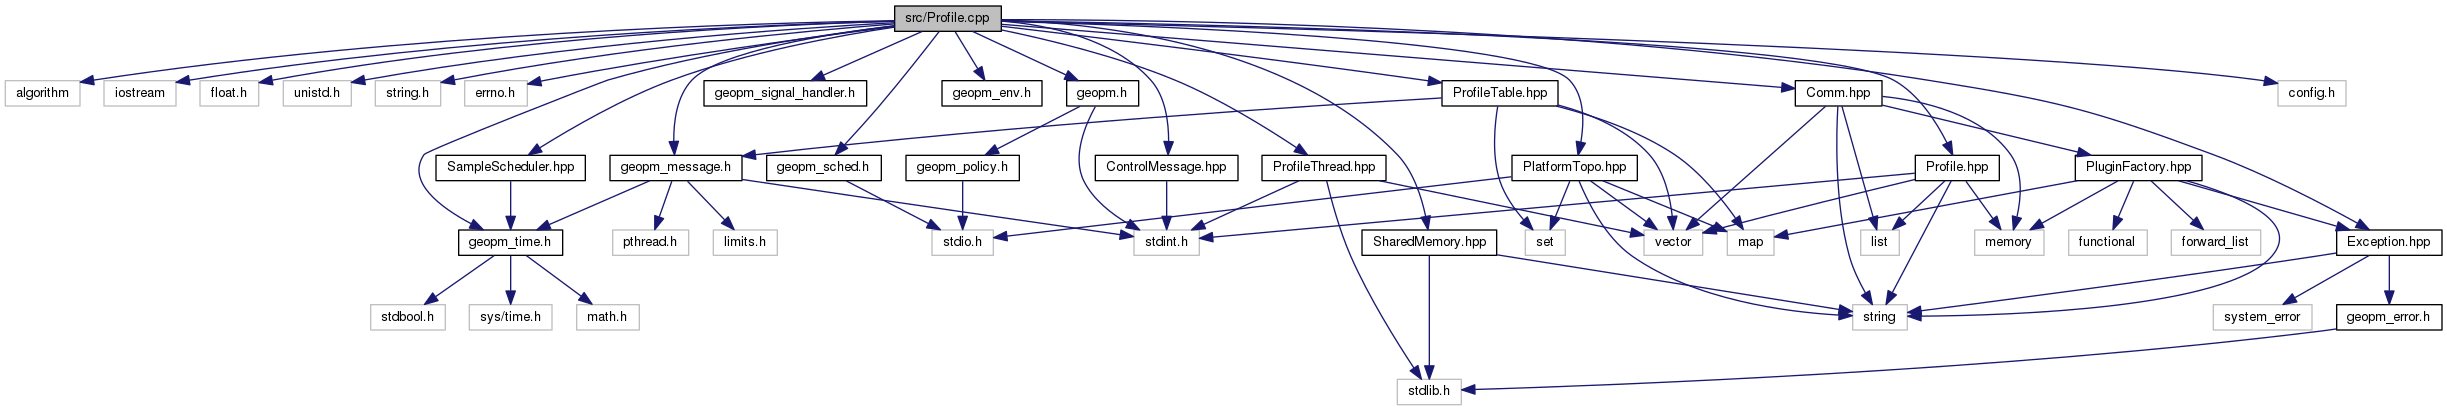 src/Profile.cpp
algorithm
iostream
float.h
unistd.h
string.h
errno.h
geopm_signal_handler.h
geopm_env.h
geopm.h
ProfileTable.hpp
Comm.hpp
config.h
SampleScheduler.hpp
geopm_message.h
geopm_sched.h
geopm_policy.h
ControlMessage.hpp
ProfileThread.hpp
PlatformTopo.hpp
Profile.hpp
PluginFactory.hpp
geopm_time.h
pthread.h
limits.h
stdio.h
stdint.h
SharedMemory.hpp
set
vector
map
list
memory
functional
forward_list
Exception.hpp
stdbool.h
sys/time.h
math.h
string
system_error
geopm_error.h
stdlib.h